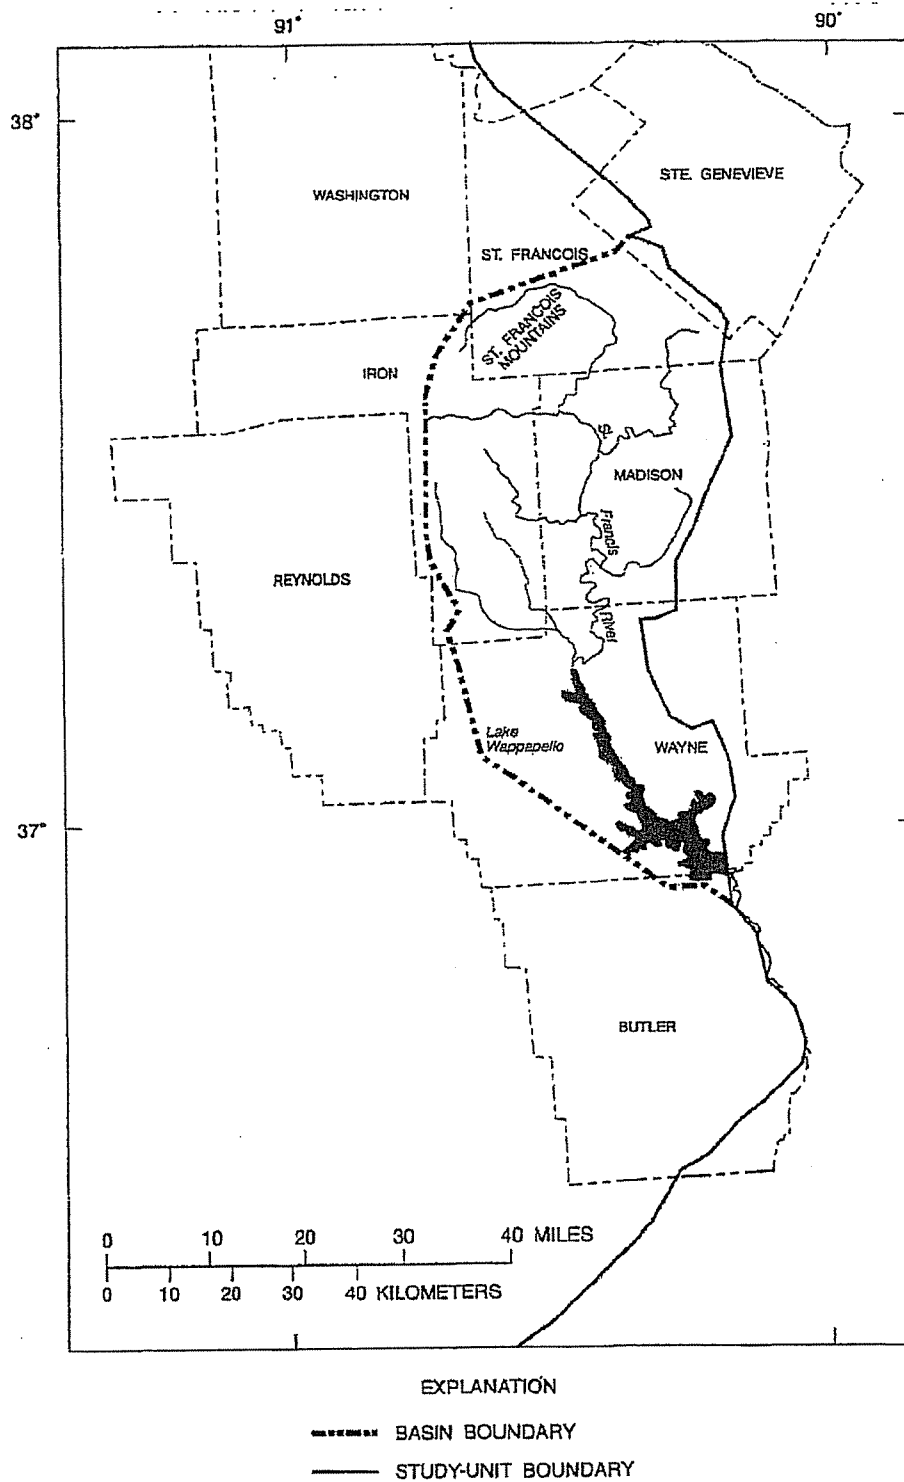 91° 90°
38°
STE. GENEVIEVE
WASHINGTON
ST. FRANCOIS
ST. FRANCOIS
MOUNTAINS
IRON
St.
MADISON
Francis
REYNOLDS
River
Lake
Wappapello
WAYNE
37°
BUTLER
0 10 20 30 40 MILES
0 10 20 30 40 KILOMETERS
EXPLANATION
BASIN BOUNDARY
STUDY-UNIT BOUNDARY